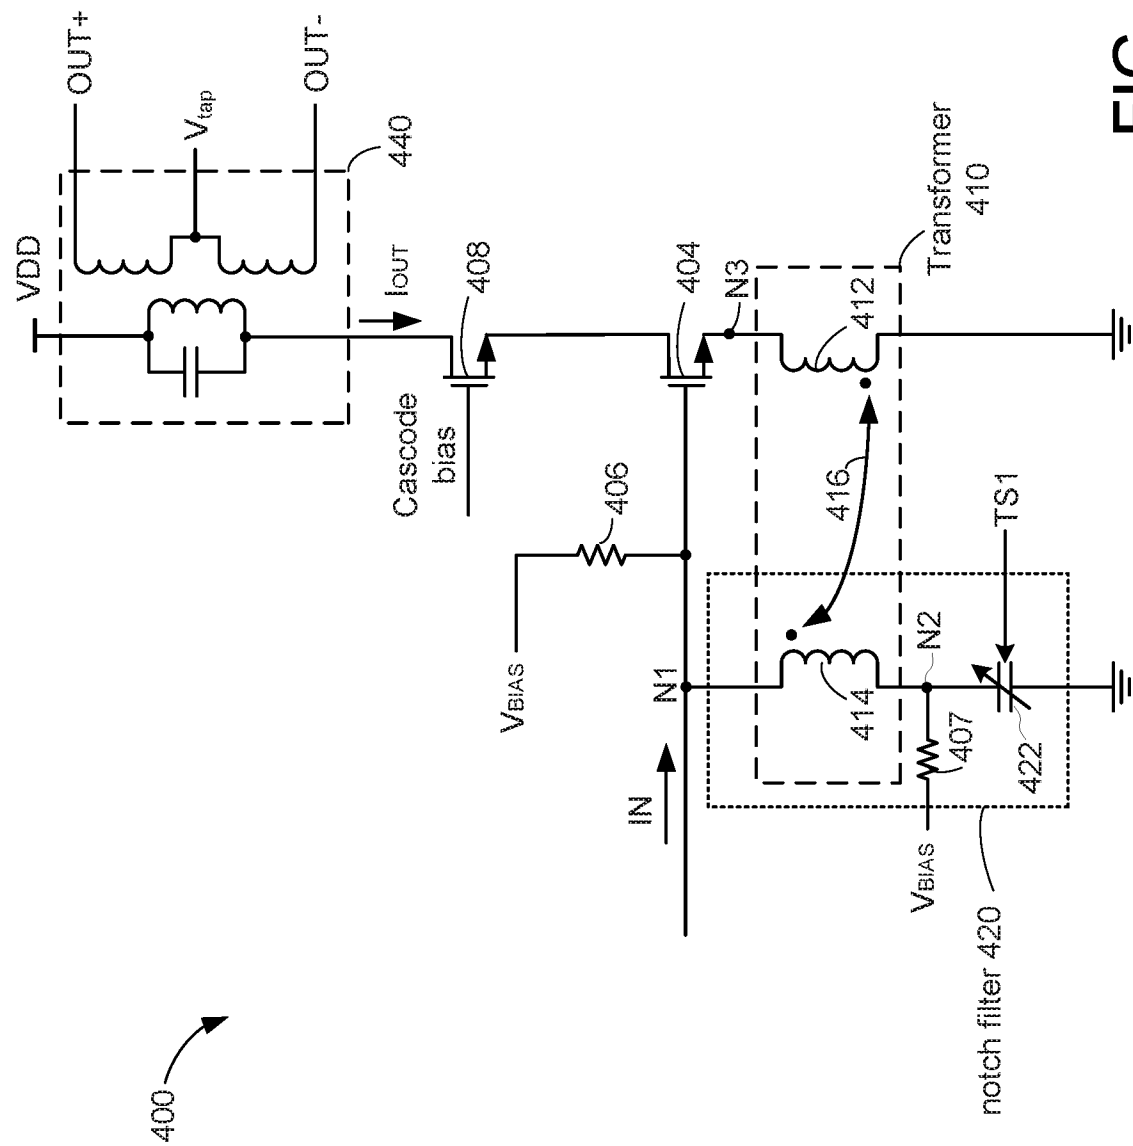 OUT+
OUT-
Vtap
VDD
440
IOUT
408
Cascode
bias
406
404
N3
Transformer
410
412
VBIAS
416
TS1
N1
414
N2
IN
407
422
VBIAS
notch filter 420
400